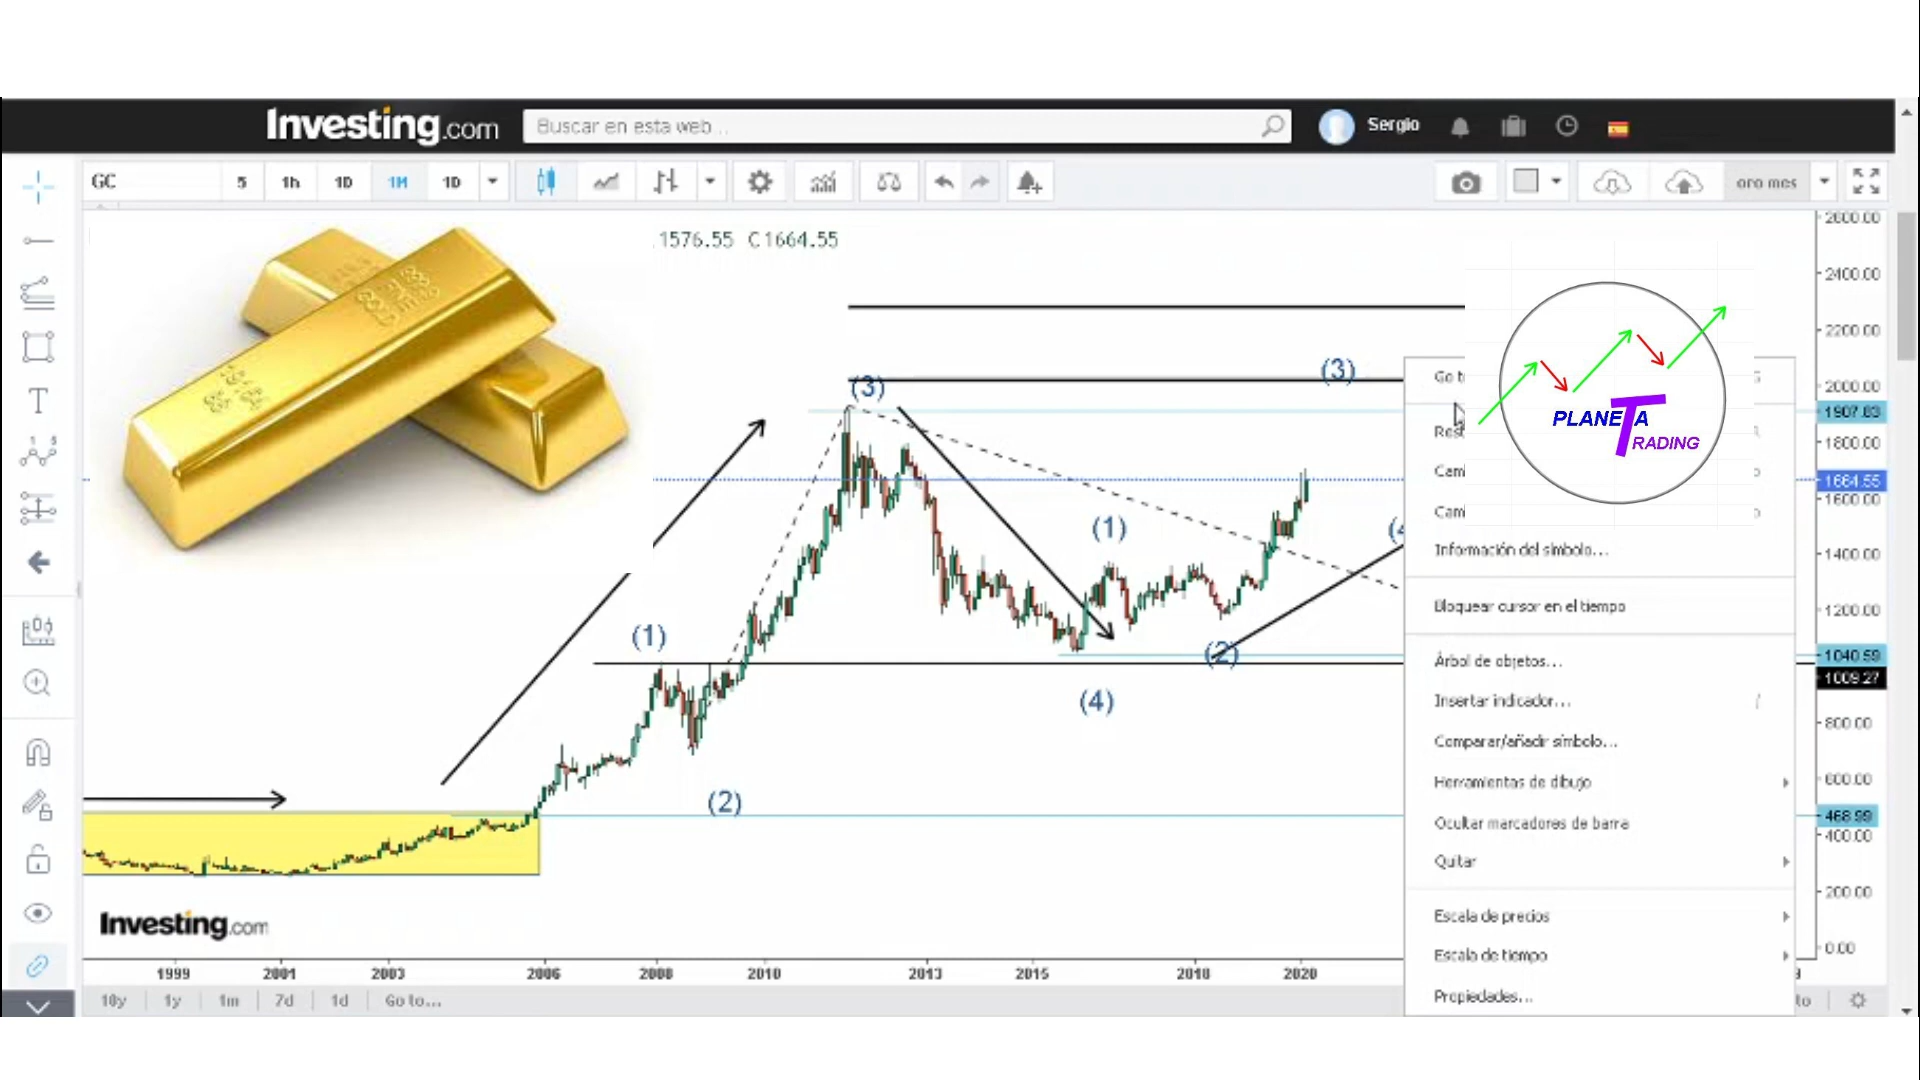 Investing.com
Buscar en esta web...
Sergio
GC 5 1h 1D 1M 1D
oro mes
1576.55 C1664.55
2600.00
2400.00
2200.00
2000.00
1907.83
1800.00
1664.55
1600.00
1400.00
1200.00
1040.59
1009.27
800.00
600.00
468.99
400.00
200.00
0.00
(3)
(3)
(1)
(1)
(2)
(4)
(2)
PLANETA
TRADING
Go to
Información del símbolo...
Bloquear cursor en el tiempo
Árbol de objetos...
Insertar indicador... /
Comparar/añadir símbolo...
Herramientas de dibujo
Ocultar marcadores de barra
Quitar
Escala de precios
Escala de tiempo
Propiedades...
Investing.com
1999 2001 2003 2006 2008 2010 2013 2015 2018 2020
10y 1y 1m 7d 1d Go to...